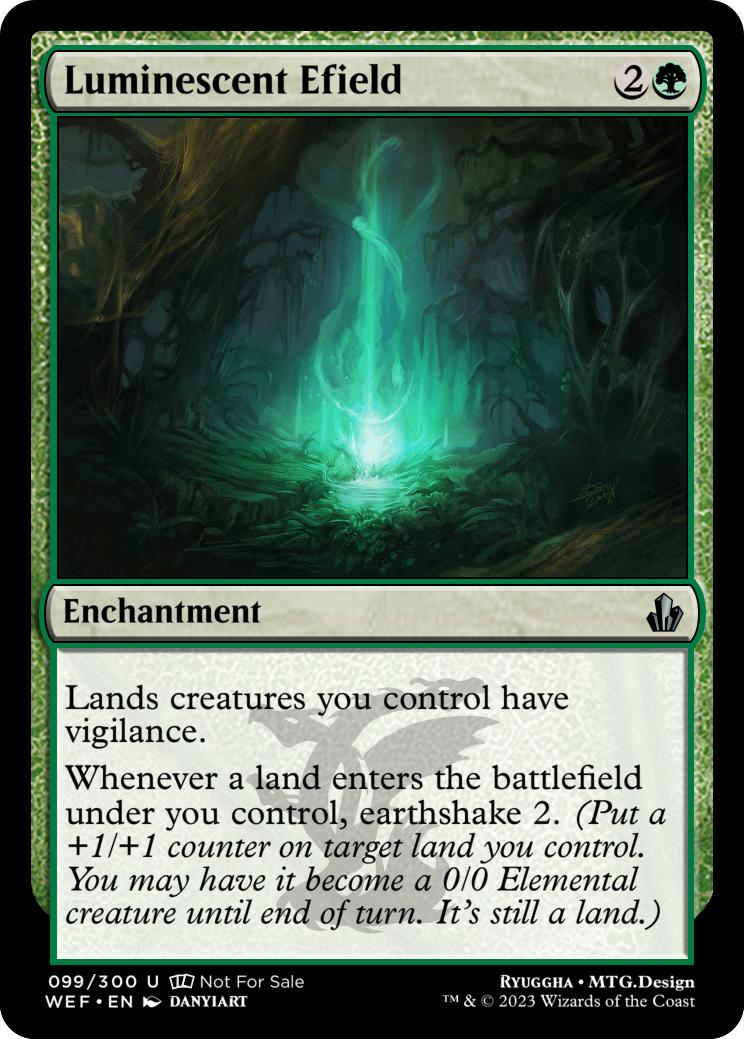 Luminescent Efield
2
Enchantment
Lands creatures you control have
vigilance.
Whenever a land enters the battlefield
under you control, earthshake 2. (Put a
+1/+1 counter on target land you control.
You may have it become a 0/0 Elemental
creature until end of turn. It's still a land.)
099/300 U Not For Sale
WEF • EN DANYIART
Ryuggha • MTG.Design
™ & © 2023 Wizards of the Coast